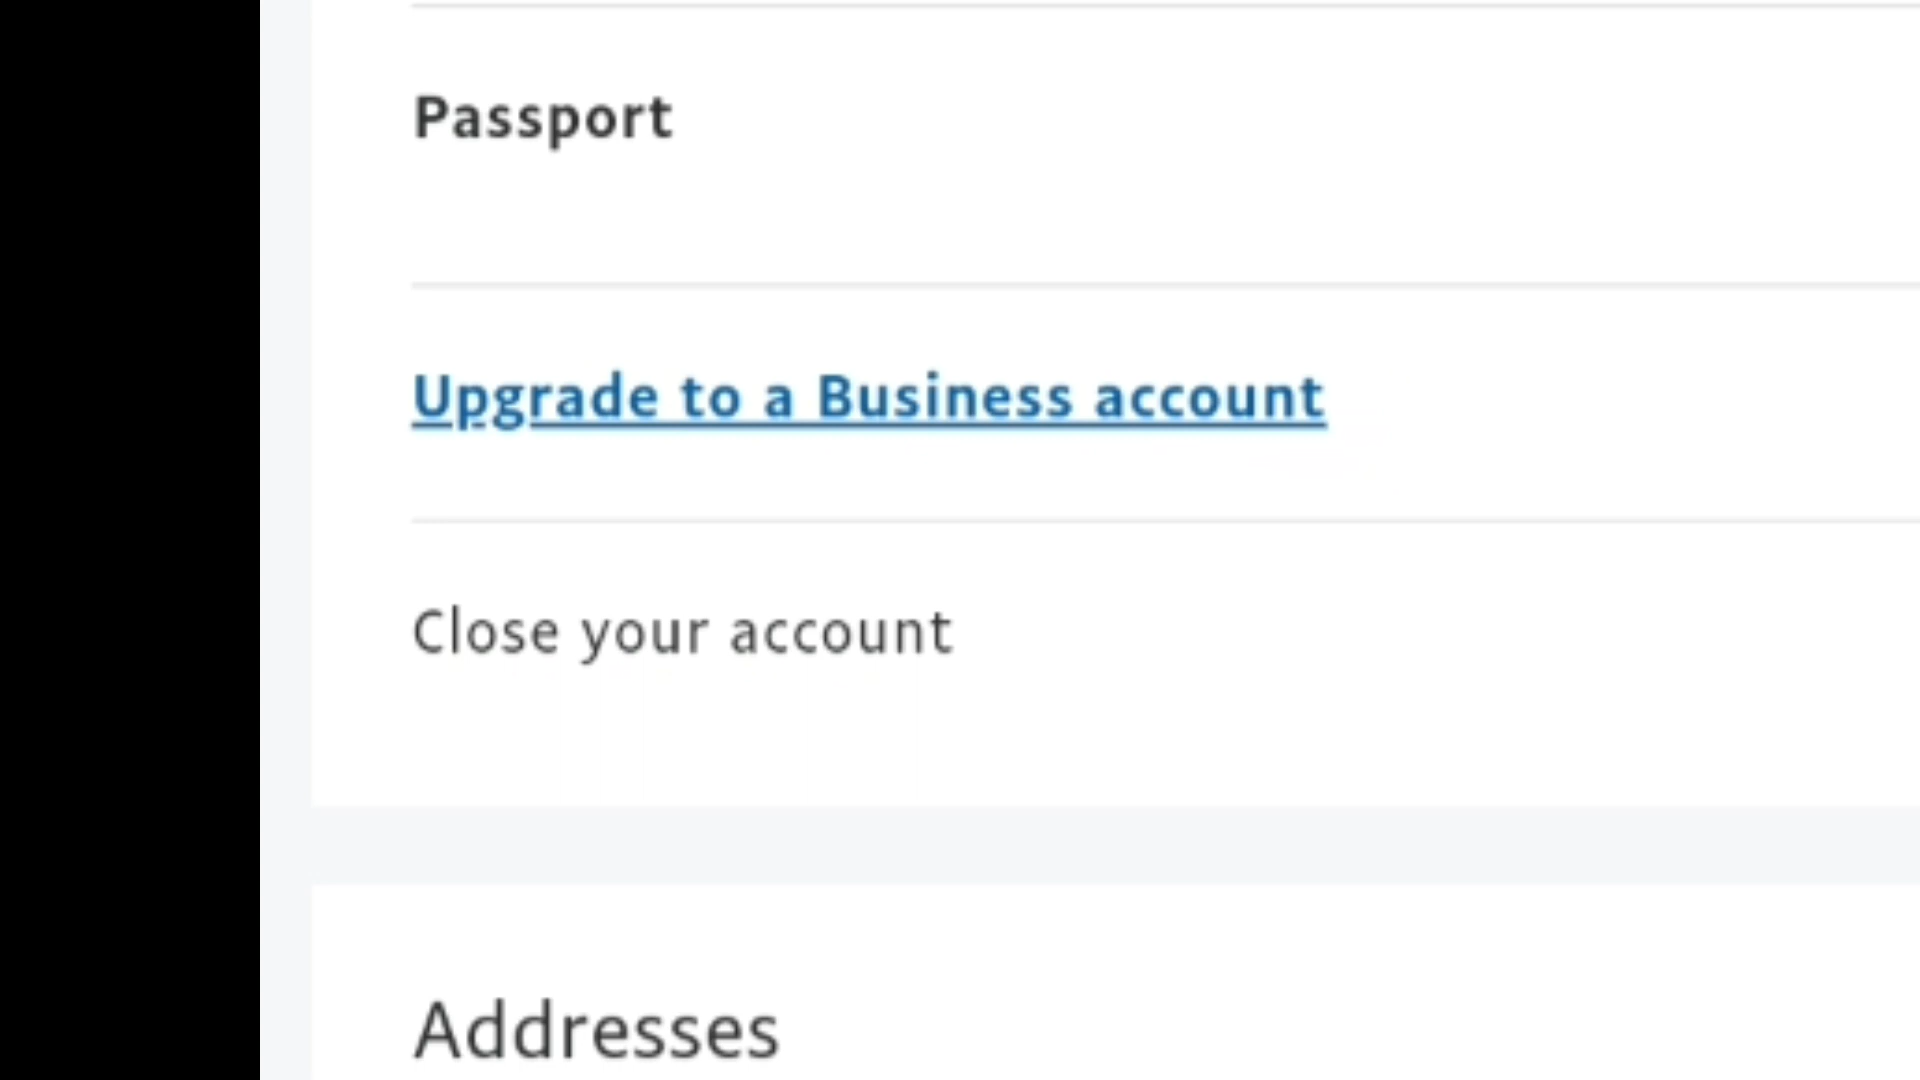 Passport
Upgrade to a Business account
Close your account
Addresses